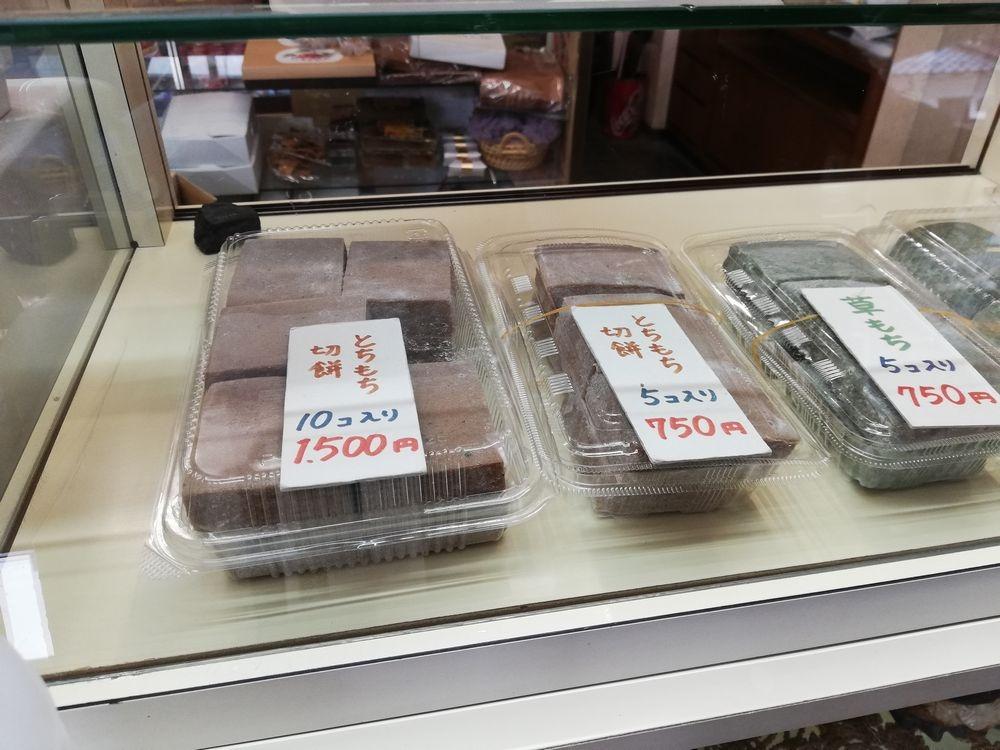 とちもち
切餅
10コ入り
1.500円
とちもち
切餅
5コ入り
750円
草もち
5コ入り
750円